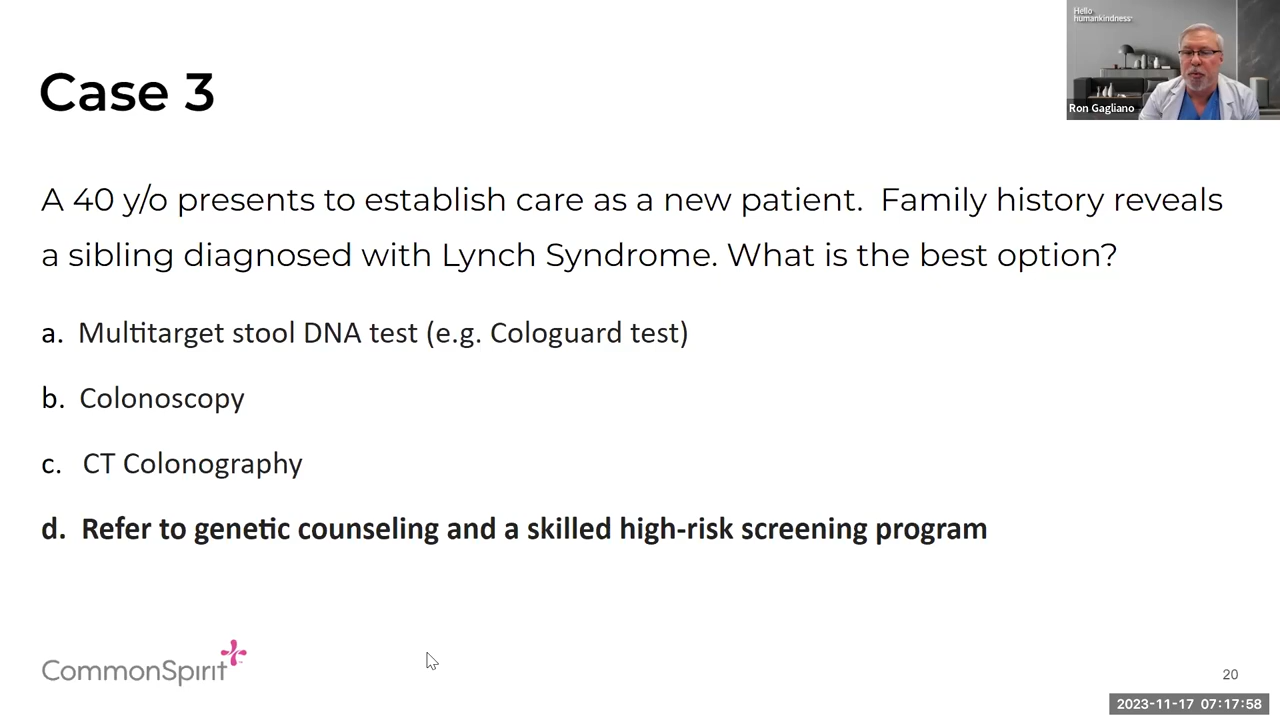 Hello
humankindness
Ron Gagliano
Case 3
A 40 y/o presents to establish care as a new patient.  Family history reveals
a sibling diagnosed with Lynch Syndrome. What is the best option?
a. Multitarget stool DNA test (e.g. Cologuard test)
b. Colonoscopy
c. CT Colonography
d. Refer to genetic counseling and a skilled high-risk screening program
CommonSpirit
20
2023-11-17 07:17:58